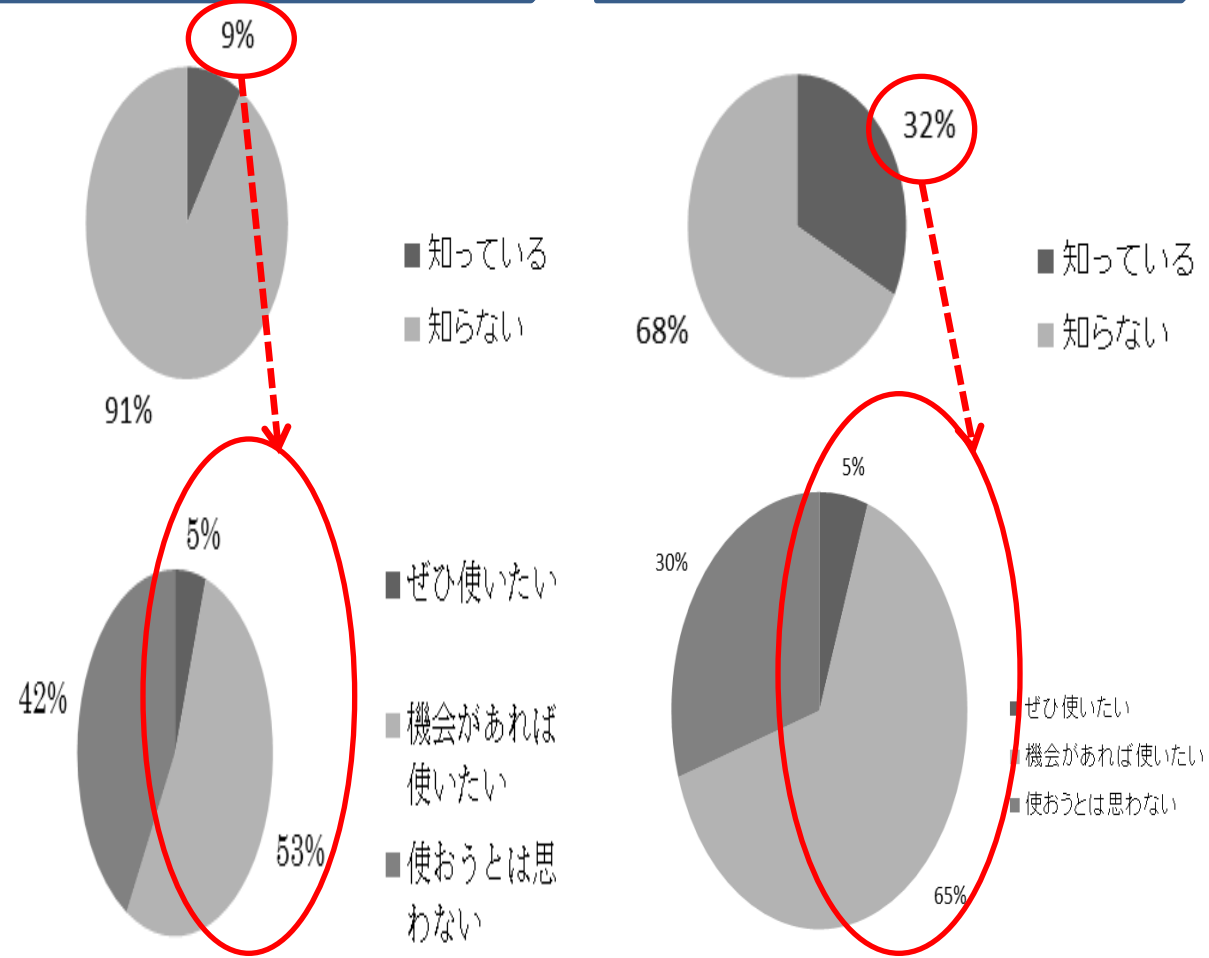 9%
■知っている
■知らない
91%
32%
■知っている
■知らない
68%
5%
■ぜひ使いたい
■機会があれば
使いたい
■使おうとは思
わない
42%
53%
5%
30%
■ぜひ使いたい
■機会があれば使いたい
■使おうとは思わない
65%